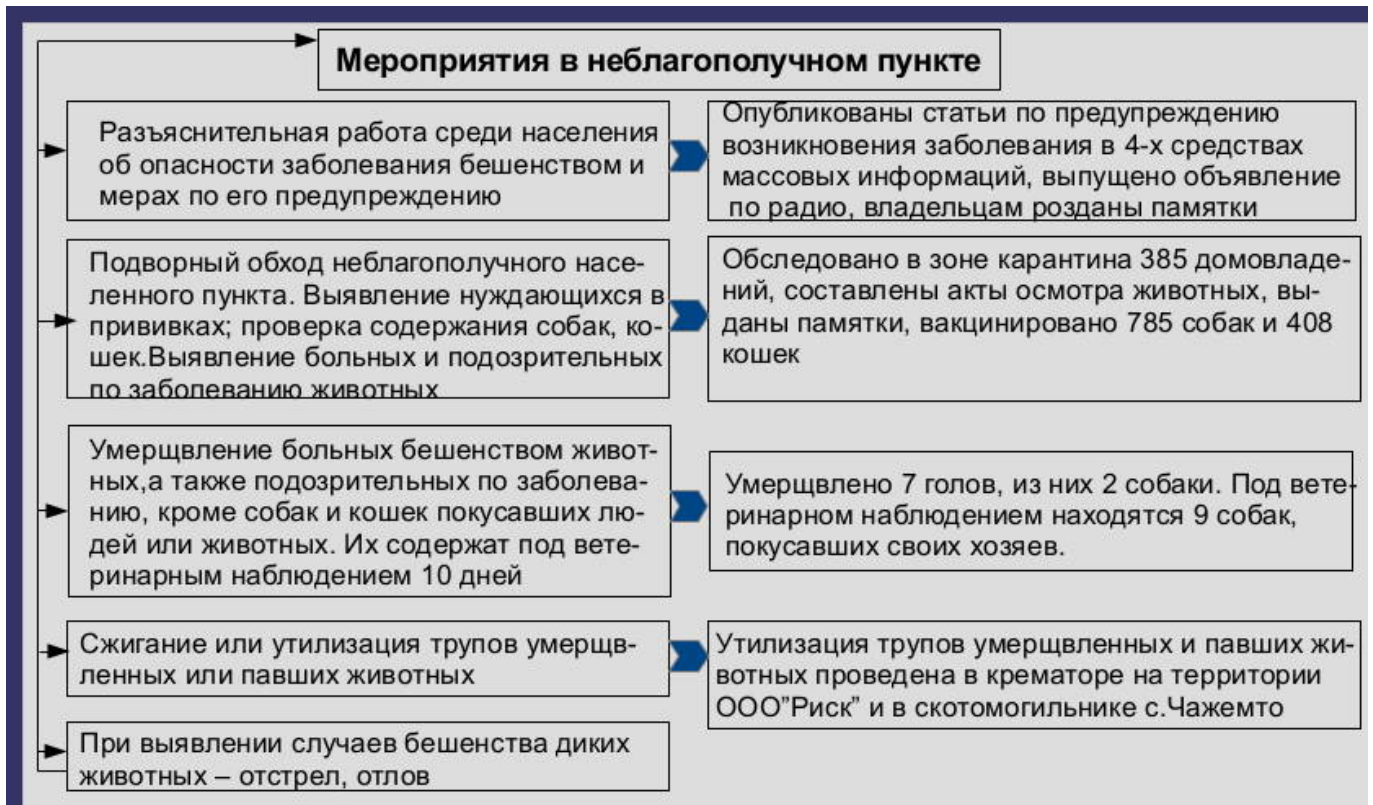 Мероприятия в неблагополучном пункте
Разъяснительная работа среди населения
об опасности заболевания бешенством и
мерах по его предупреждению
Опубликованы статьи по предупреждению
возникновения заболевания в 4-х средствах
массовых информаций, выпущено объявление
по радио, владельцам розданы памятки
Подворный обход неблагополучного насе-
ленного пункта. Выявление нуждающихся в
прививках; проверка содержания собак, ко-
шек.Выявление больных и подозрительных
по заболеванию животных
Обследовано в зоне карантина 385 домовладе-
ний, составлены акты осмотра животных, вы-
даны памятки, вакцинировано 785 собак и 408
кошек
Умерщвление больных бешенством живот-
ных,а также подозрительных по заболева-
нию, кроме собак и кошек покусавших лю-
дей или животных. Их содержат под вете-
ринарным наблюдением 10 дней
Умерщвлено 7 голов, из них 2 собаки. Под вете-
ринарном наблюдением находятся 9 собак,
покусавших своих хозяев.
Сжигание или утилизация трупов умерщв-
ленных или павших животных
Утилизация трупов умерщвленных и павших жи-
вотных проведена в крематоре на территории
ООО”Риск” и в скотомогильнике с.Чажемто
При выявлении случаев бешенства диких
животных – отстрел, отлов